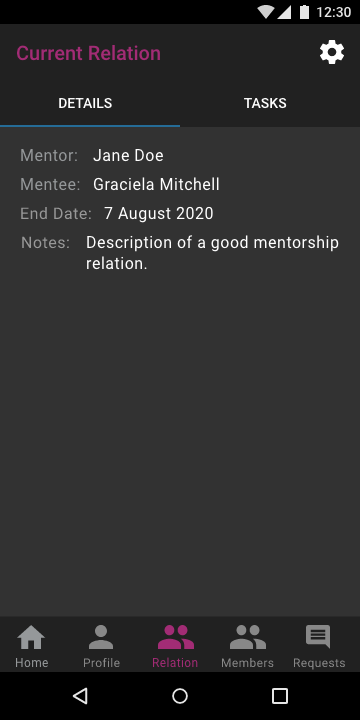 12:30
Current Relation
DETAILS TASKS
Mentor: Jane Doe
Mentee: Graciela Mitchell
End Date: 7 August 2020
Notes: Description of a good mentorship
relation.
Home Profile Relation Members Requests